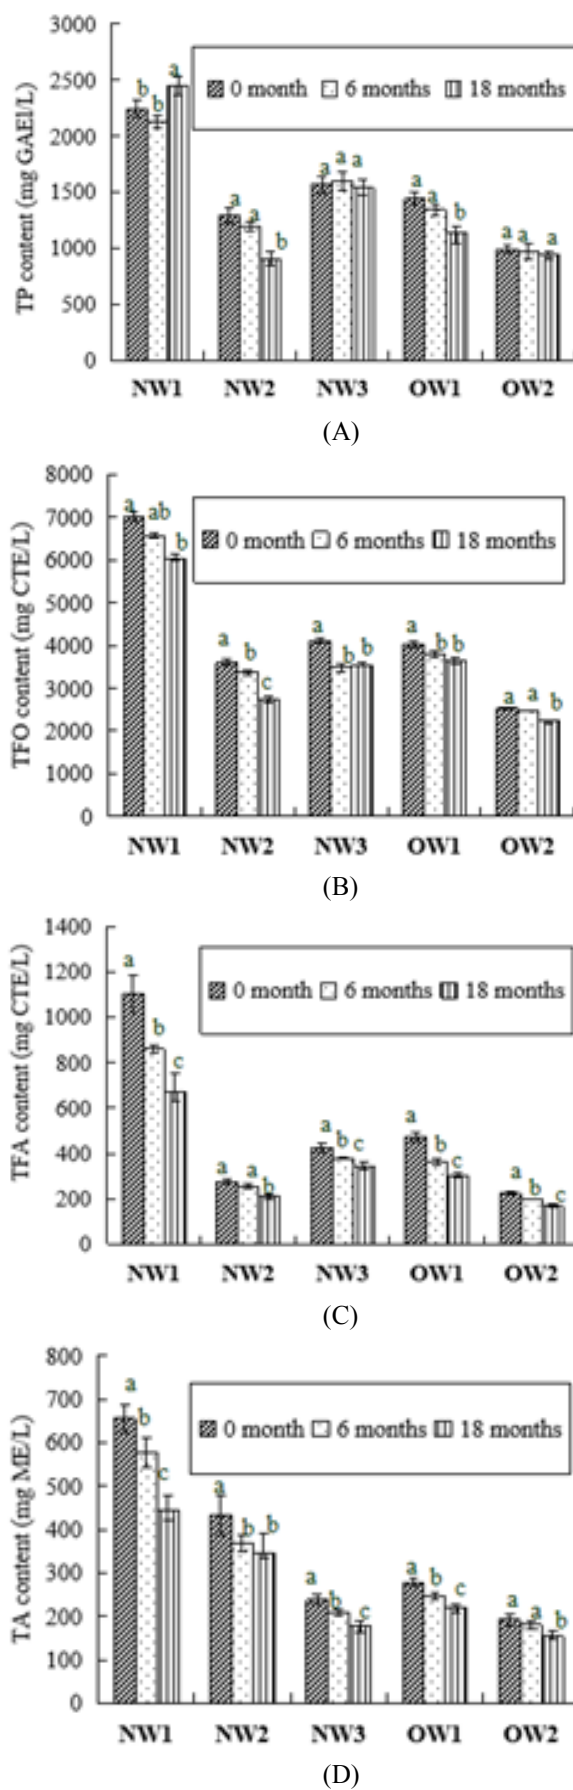 TP content (mg GAEI/L)
3000
2500
2000
1500
1000
500
0
0 month 6 months 18 months
b b a
a a b
a a a
a a b
a a a
NW1 NW2 NW3 OW1 OW2
(A)
TFO content (mg CTE/L)
8000
7000
6000
5000
4000
3000
2000
1000
0
0 month 6 months 18 months
a ab b
a b c
a b b
a b b
a a b
NW1 NW2 NW3 OW1 OW2
(B)
TFA content (mg CTE/L)
1400
1200
1000
800
600
400
200
0
0 month 6 months 18 months
a b c
a a b
a b c
a b c
a b c
NW1 NW2 NW3 OW1 OW2
(C)
TA content (mg ME/L)
800
700
600
500
400
300
200
100
0
0 month 6 months 18 months
a b c
a b b
a b c
a b c
a a b
NW1 NW2 NW3 OW1 OW2
(D)